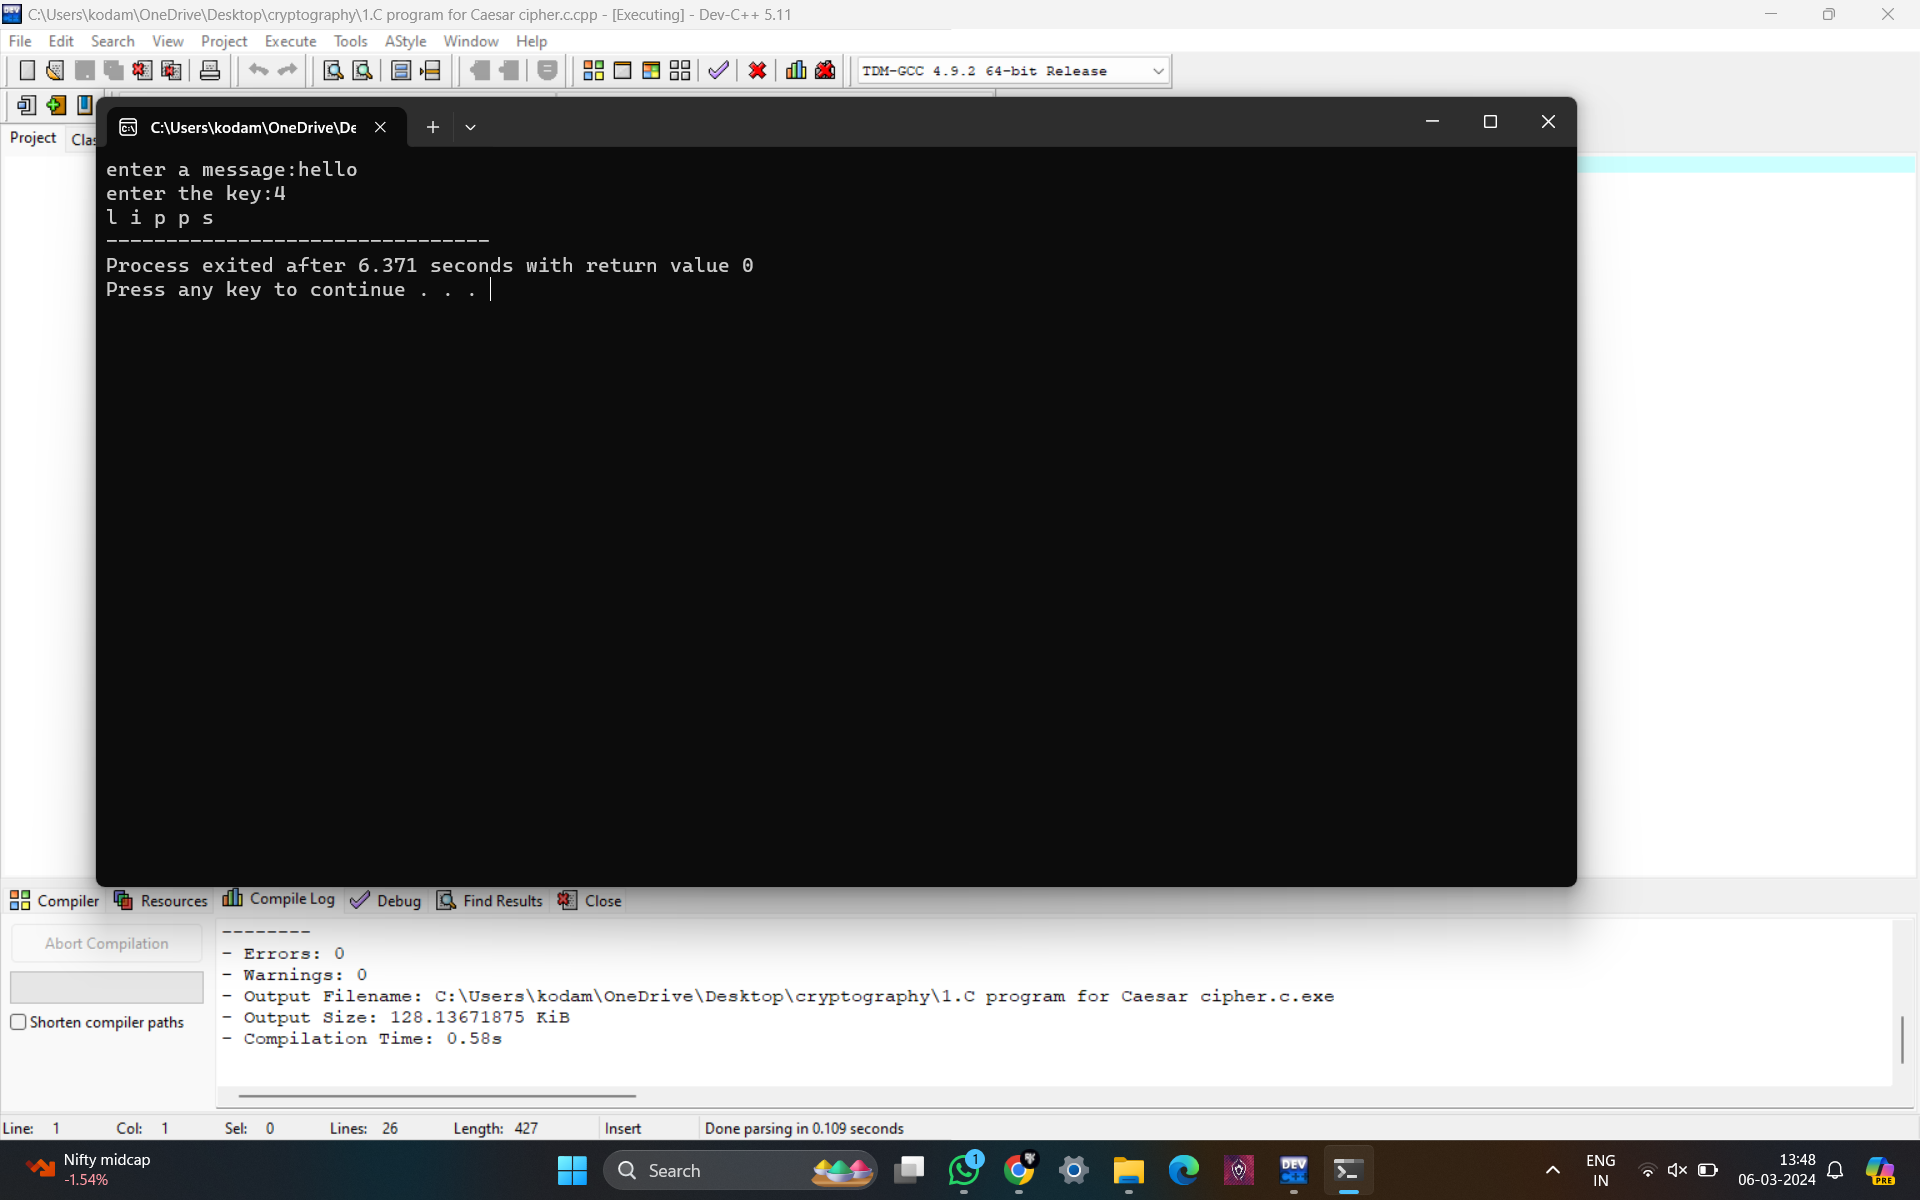 C:\Users\kodam\OneDrive\Desktop\cryptography\1.C program for Caesar cipher.c.cpp - [Executing] - Dev-C++ 5.11
File Edit Search View Project Execute Tools AStyle Window Help
TDM-GCC 4.9.2 64-bit Release
Project Clas
C:\Users\kodam\OneDrive\De
enter a message:hello
enter the key:4
l i p p s
--------------------------------
Process exited after 6.371 seconds with return value 0
Press any key to continue . . .
Compiler Resources Compile Log Debug Find Results Close
Abort Compilation
Shorten compiler paths
--------
- Errors: 0
- Warnings: 0
- Output Filename: C:\Users\kodam\OneDrive\Desktop\cryptography\1.C program for Caesar cipher.c.exe
- Output Size: 128.13671875 KiB
- Compilation Time: 0.58s
Line: 1 Col: 1 Sel: 0 Lines: 26 Length: 427 Insert Done parsing in 0.109 seconds
Nifty midcap
-1.54%
Search
1
DEV
ENG
IN
13:48
06-03-2024
PRE